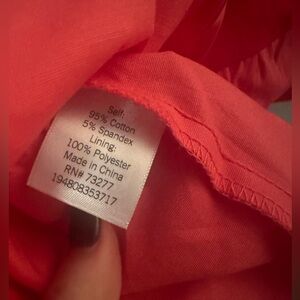 Self:
95% Cotton
5% Spandex
Lining:
100% Polyester
Made in China
RN# 73277
194808353717